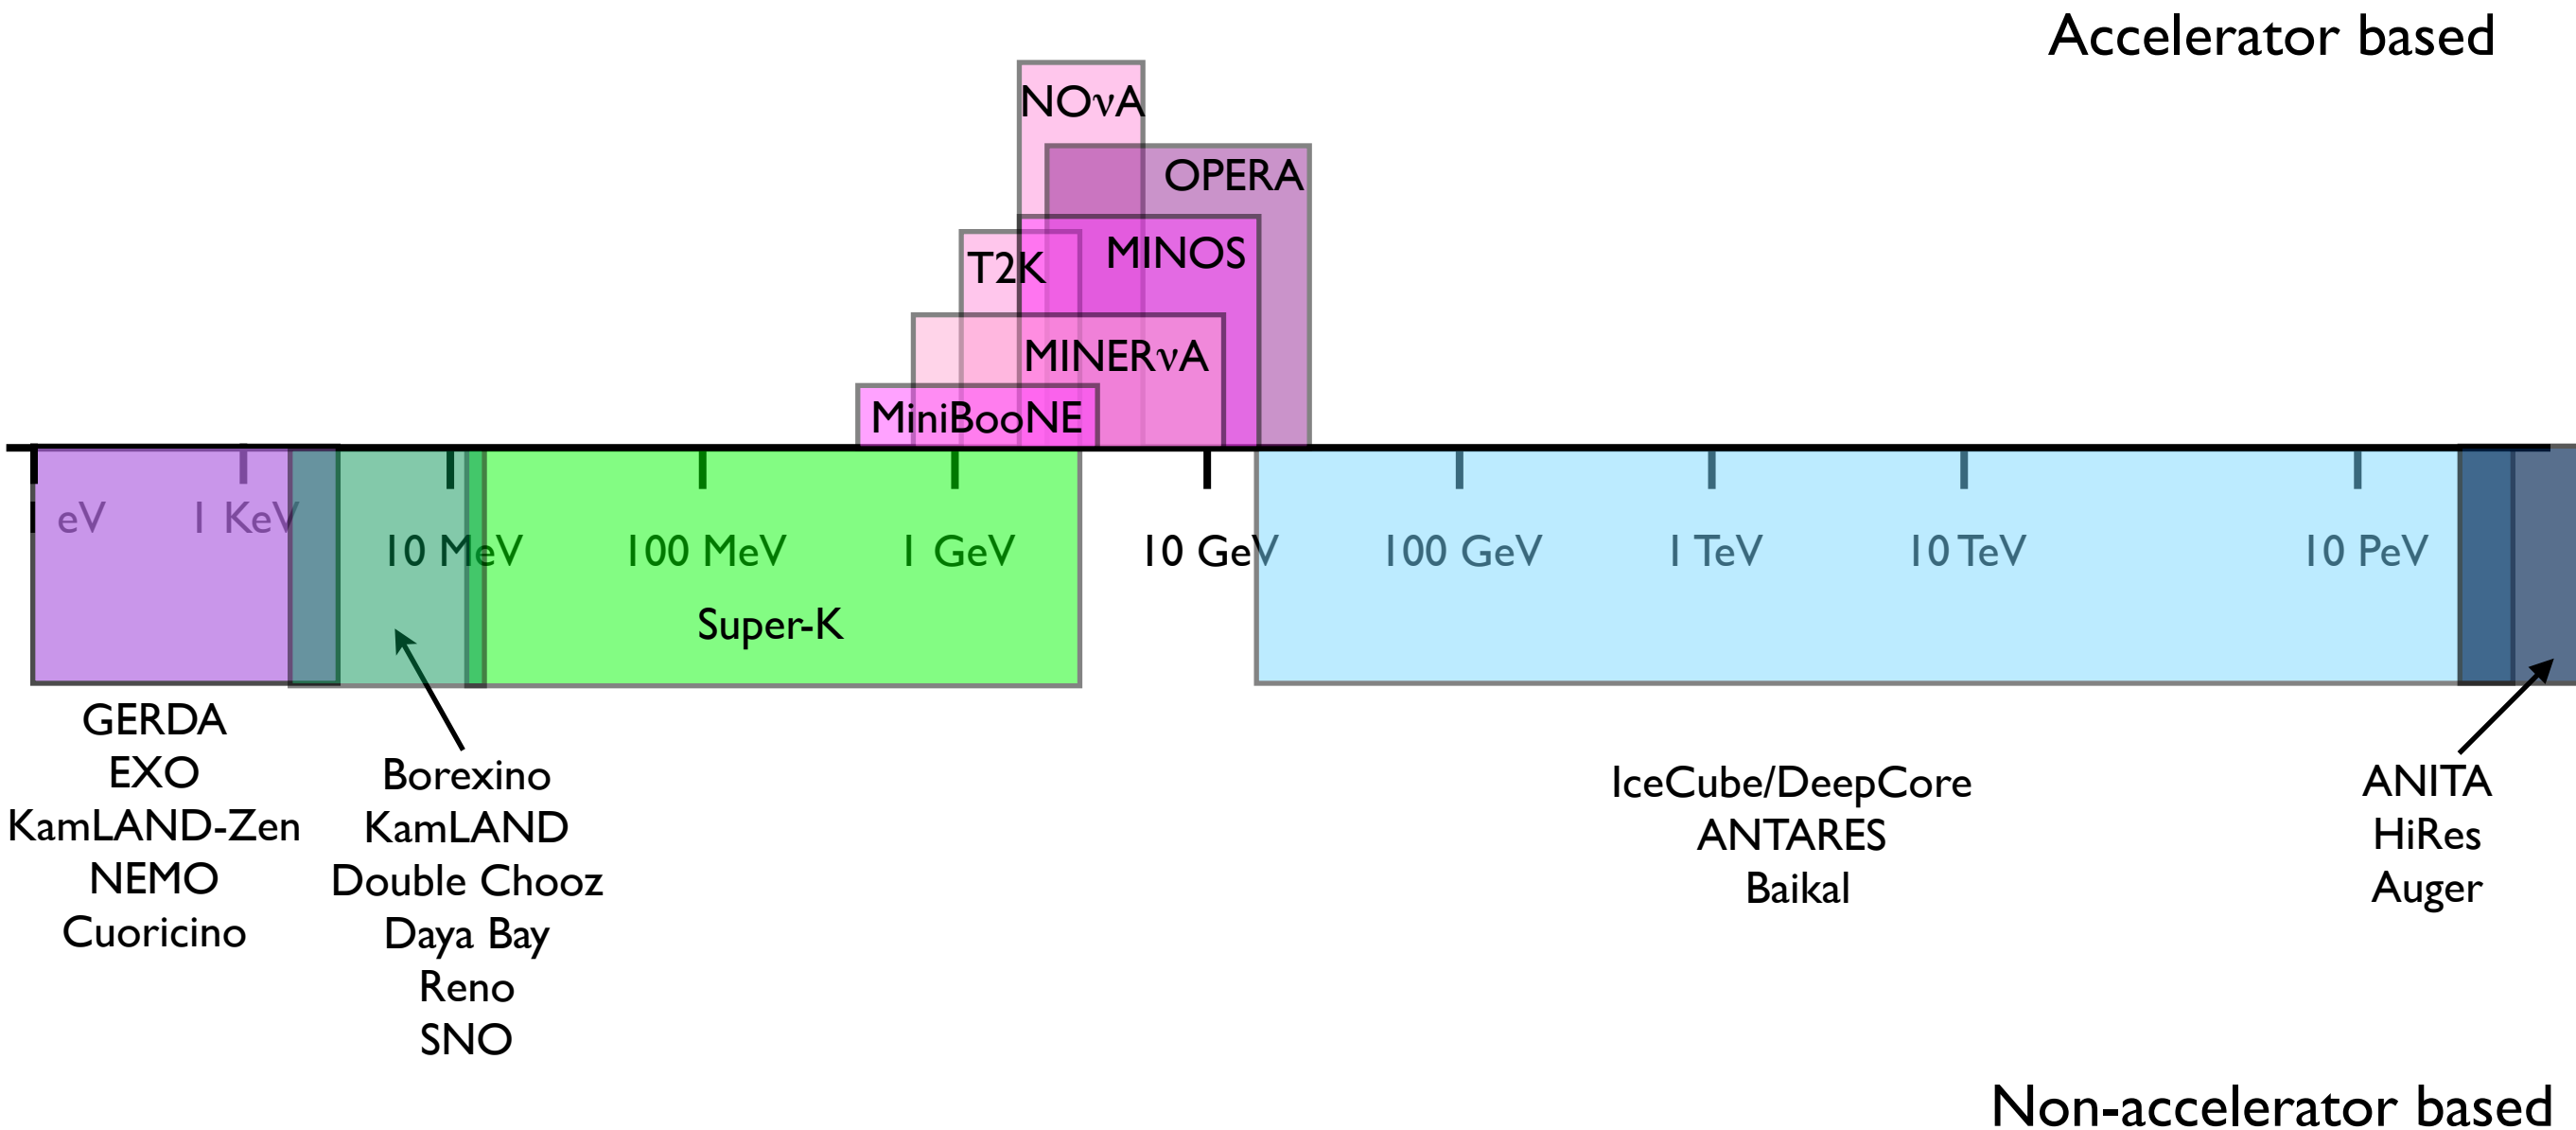 Accelerator based
NOνA
OPERA
MINOS
T2K
MINERνA
MiniBooNE
1 eV
1 KeV
10 MeV
100 MeV
1 GeV
10 GeV
100 GeV
1 TeV
10 TeV
10 PeV
Super-K
GERDA
EXO
KamLAND-Zen
NEMO
Cuoricino
Borexino
KamLAND
Double Chooz
Daya Bay
Reno
SNO
IceCube/DeepCore
ANTARES
Baikal
ANITA
HiRes
Auger
Non-accelerator based